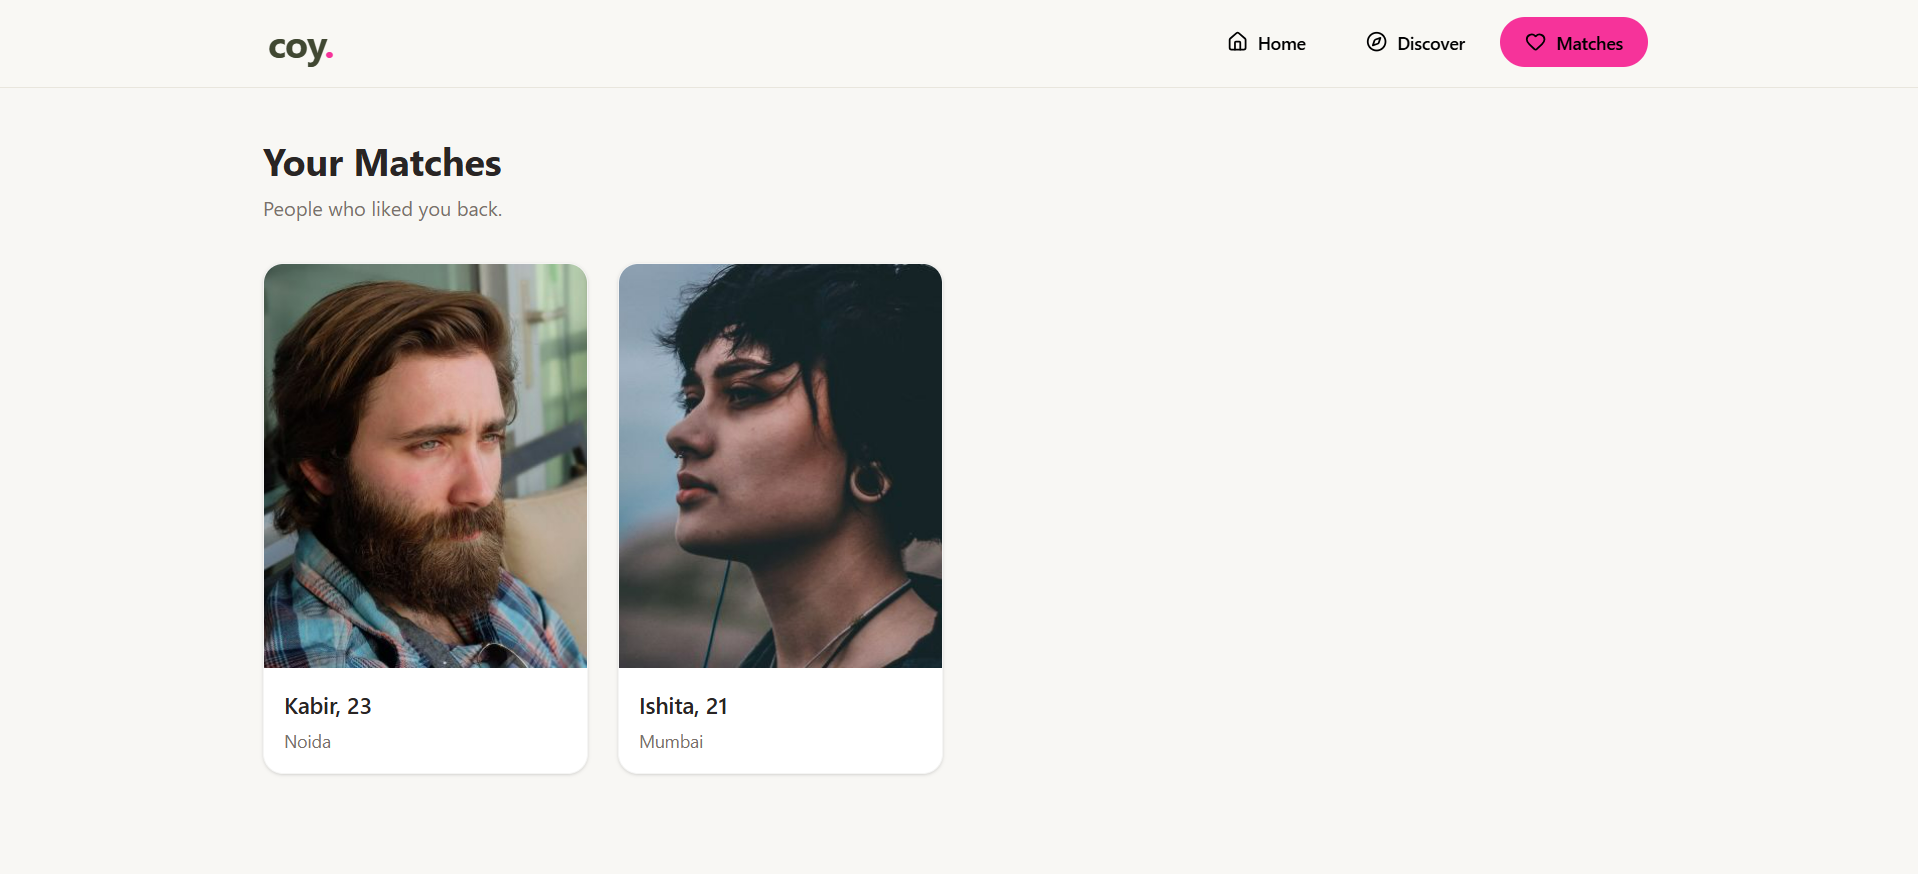 coy.
Home
Discover
Matches
Your Matches
People who liked you back.
Kabir, 23
Noida
Ishita, 21
Mumbai